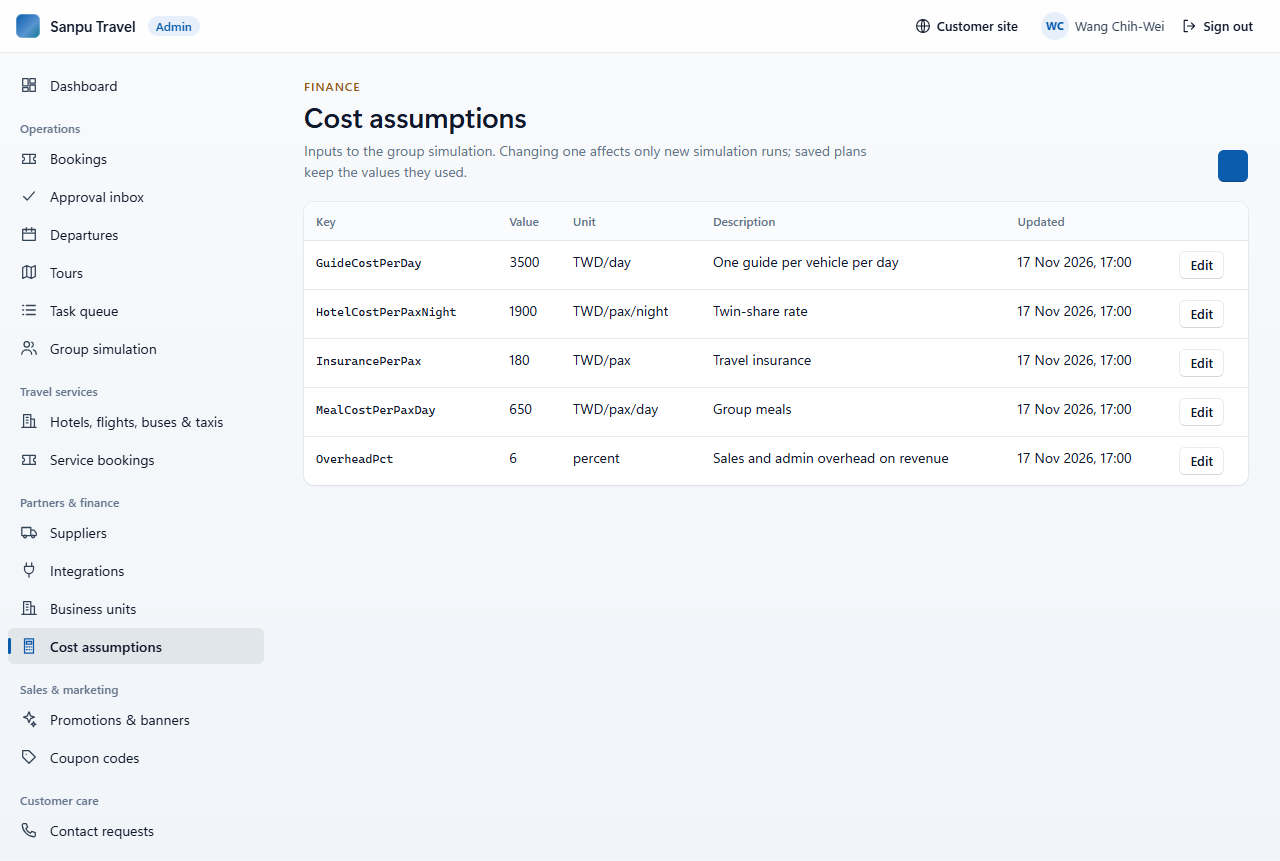 Sanpu Travel
Admin
Customer site
WC
Wang Chih-Wei
Sign out
Dashboard
Operations
Bookings
Approval inbox
Departures
Tours
Task queue
Group simulation
Travel services
Hotels, flights, buses & taxis
Service bookings
Partners & finance
Suppliers
Integrations
Business units
Cost assumptions
Sales & marketing
Promotions & banners
Coupon codes
Customer care
Contact requests
FINANCE
Cost assumptions
Inputs to the group simulation. Changing one affects only new simulation runs; saved plans
keep the values they used.
Key Value Unit Description Updated
GuideCostPerDay 3500 TWD/day One guide per vehicle per day 17 Nov 2026, 17:00 Edit
HotelCostPerPaxNight 1900 TWD/pax/night Twin-share rate 17 Nov 2026, 17:00 Edit
InsurancePerPax 180 TWD/pax Travel insurance 17 Nov 2026, 17:00 Edit
MealCostPerPaxDay 650 TWD/pax/day Group meals 17 Nov 2026, 17:00 Edit
OverheadPct 6 percent Sales and admin overhead on revenue 17 Nov 2026, 17:00 Edit